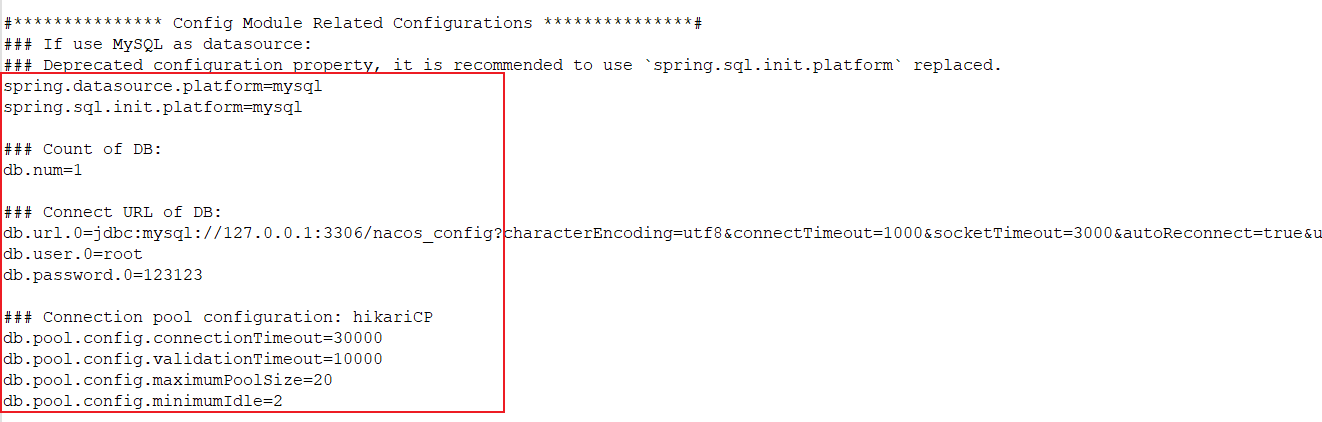 #*************** Config Module Related Configurations ***************#
### If use MySQL as datasource:
### Deprecated configuration property, it is recommended to use `spring.sql.init.platform` replaced.
spring.datasource.platform=mysql
spring.sql.init.platform=mysql
### Count of DB:
db.num=1
### Connect URL of DB:
db.url.0=jdbc:mysql://127.0.0.1:3306/nacos_config?characterEncoding=utf8&connectTimeout=1000&socketTimeout=3000&autoReconnect=true&u
db.user.0=root
db.password.0=123123
### Connection pool configuration: hikariCP
db.pool.config.connectionTimeout=30000
db.pool.config.validationTimeout=10000
db.pool.config.maximumPoolSize=20
db.pool.config.minimumIdle=2